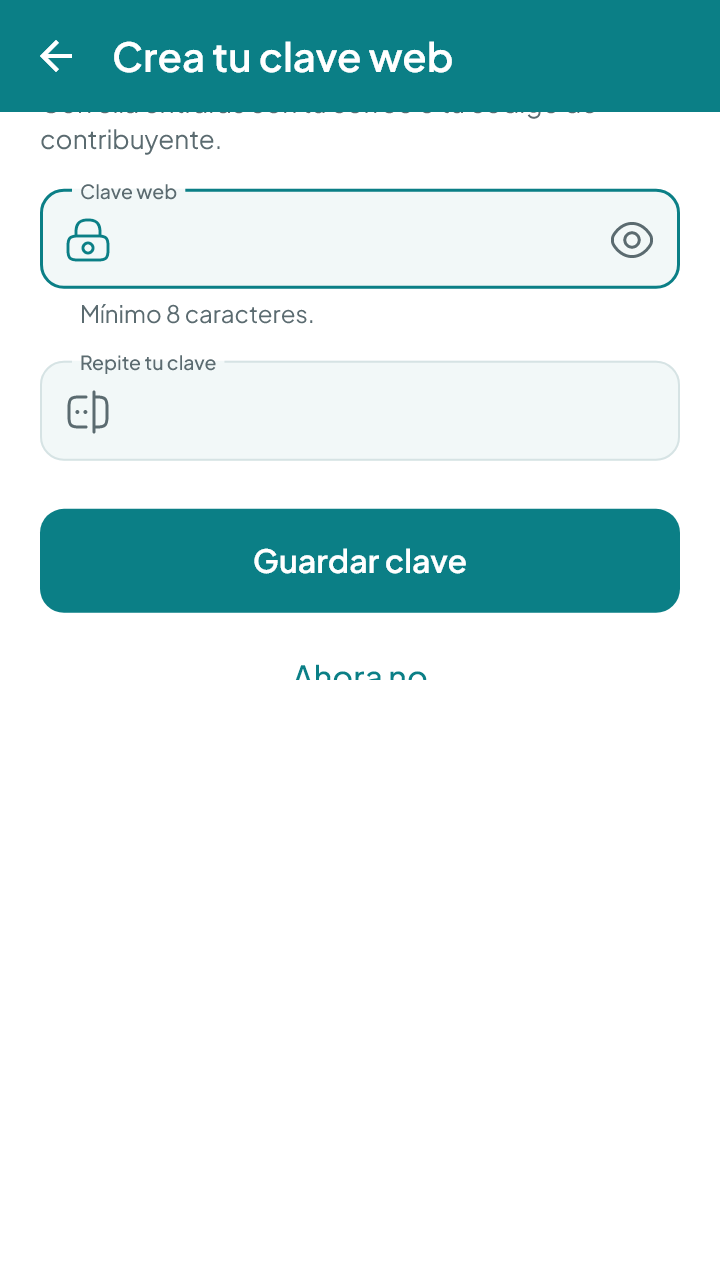 Crea tu clave web
contribuyente.
Clave web
Mínimo 8 caracteres.
Repite tu clave
Guardar clave
Ahora no